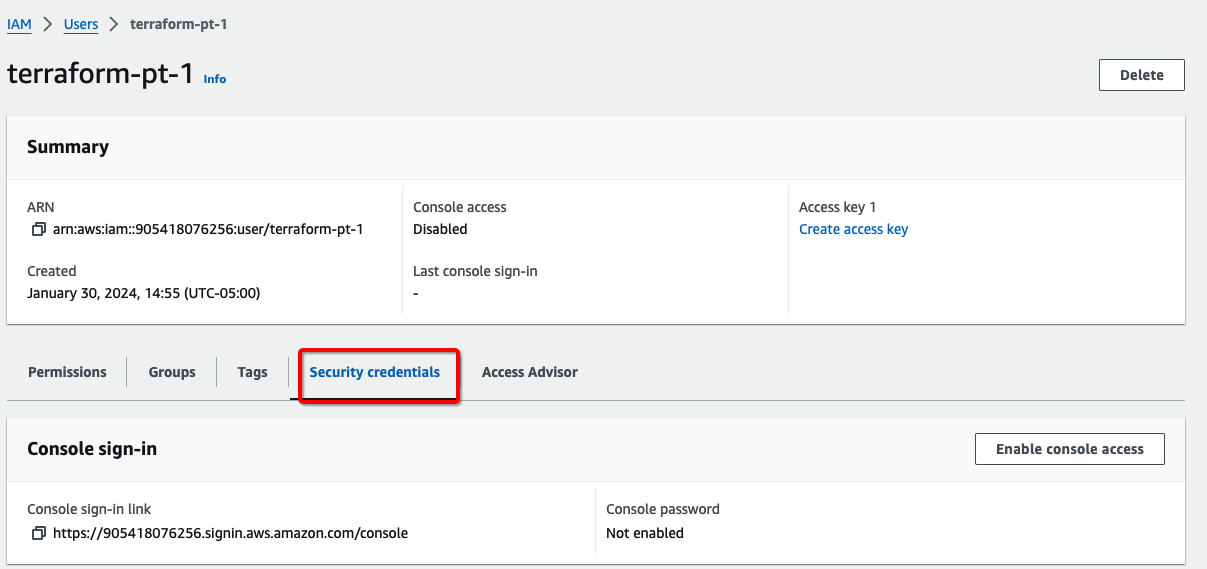 IAM > Users > terraform-pt-1
terraform-pt-1 Info
Delete
Summary
ARN
arn:aws:iam::905418076256:user/terraform-pt-1
Created
January 30, 2024, 14:55 (UTC-05:00)
Console access
Disabled
Last console sign-in
-
Access key 1
Create access key
Permissions
Groups
Tags
Security credentials
Access Advisor
Console sign-in
Enable console access
Console sign-in link
https://905418076256.signin.aws.amazon.com/console
Console password
Not enabled